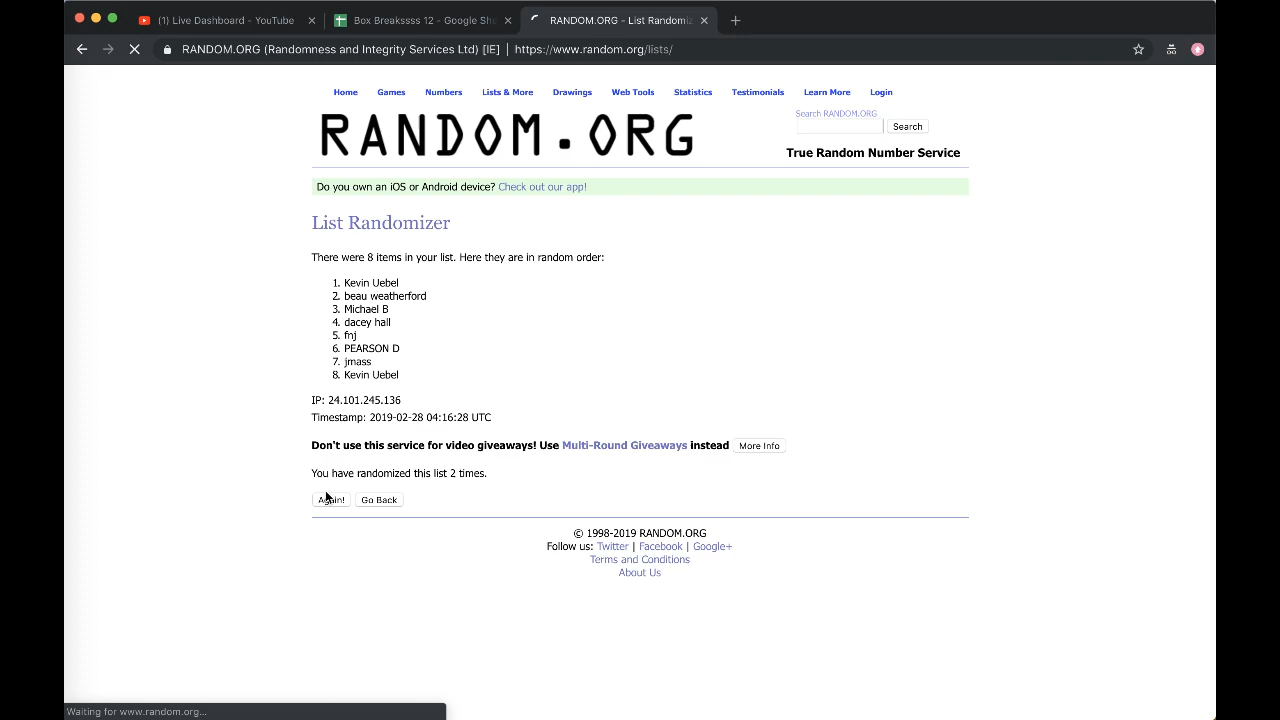 (1) Live Dashboard - YouTube
Box Breakssss 12 - Google She
RANDOM.ORG - List Randomiz
RANDOM.ORG (Randomness and Integrity Services Ltd) [IE] | https://www.random.org/lists/
Home Games Numbers Lists & More Drawings Web Tools Statistics Testimonials Learn More Login
RANDOM.ORG
Search RANDOM.ORG
Search
True Random Number Service
Do you own an iOS or Android device? Check out our app!
List Randomizer
There were 8 items in your list. Here they are in random order:
1. Kevin Uebel
2. beau weatherford
3. Michael B
4. dacey hall
5. fnj
6. PEARSON D
7. jmass
8. Kevin Uebel
IP: 24.101.245.136
Timestamp: 2019-02-28 04:16:28 UTC
Don't use this service for video giveaways! Use Multi-Round Giveaways instead More Info
You have randomized this list 2 times.
Again! Go Back
© 1998-2019 RANDOM.ORG
Follow us: Twitter | Facebook | Google+
Terms and Conditions
About Us
Waiting for www.random.org...